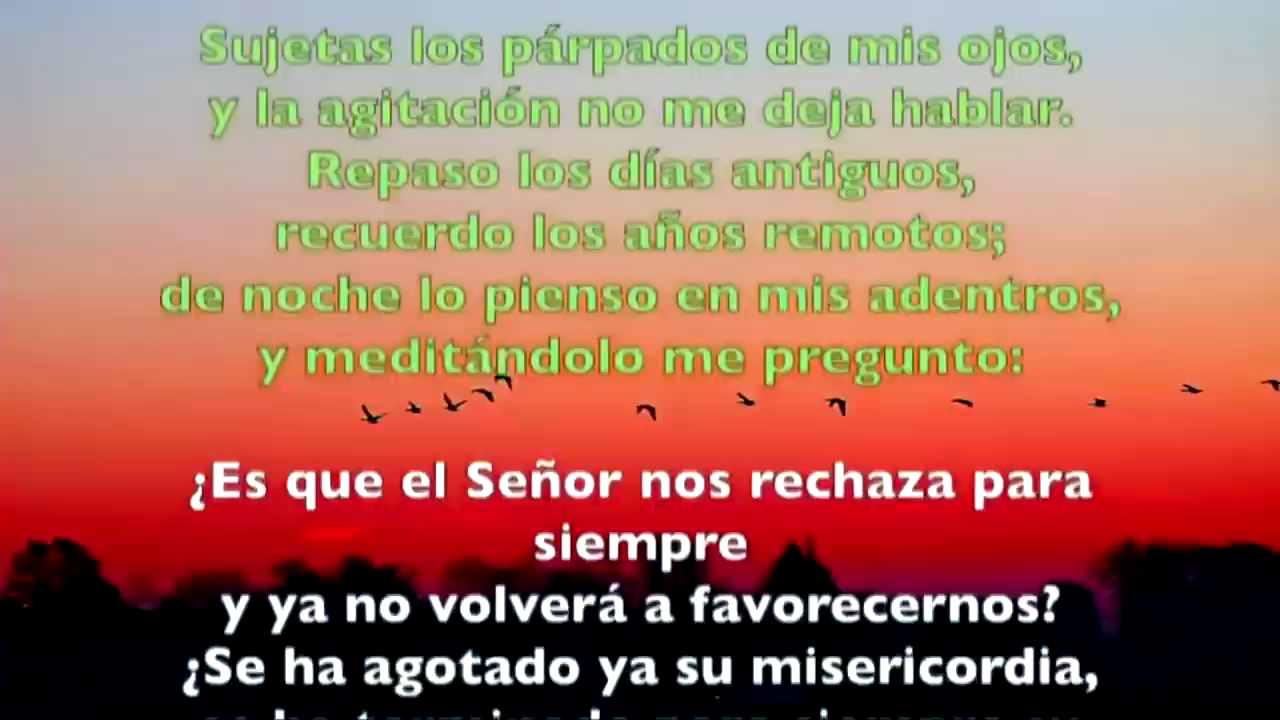 Sujetas los párpados de mis ojos,
y la agitación no me deja hablar.
Repaso los días antiguos,
recuerdo los años remotos;
de noche lo pienso en mis adentros,
y meditándolo me pregunto:
¿Es que el Señor nos rechaza para
siempre
y ya no volverá a favorecernos?
¿Se ha agotado ya su misericordia,